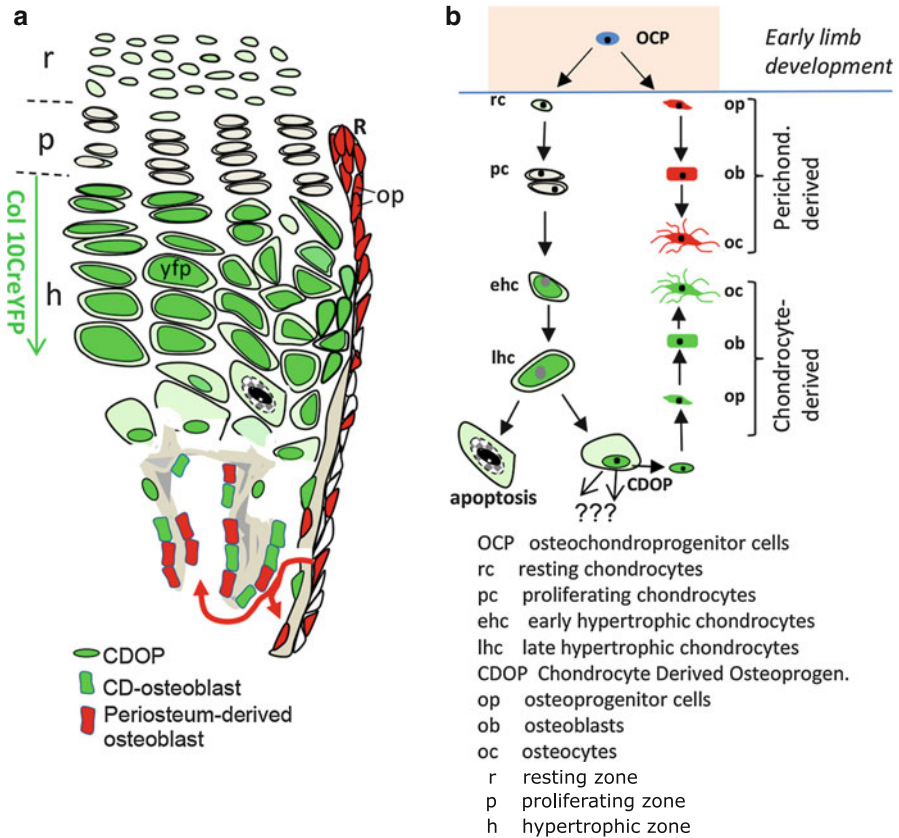 a
r
p
h
Col 10CreYFP
yfp
R
op
CDOP
CD-osteoblast
Periosteum-derived
osteoblast
b
OCP
Early limb
development
rc
op
pc
ob
oc
Perichond.
derived
ehc
oc
lhc
ob
op
Chondrocyte-
derived
apoptosis
CDOP
???
OCP osteochondroprogenitor cells
rc resting chondrocytes
pc proliferating chondrocytes
ehc early hypertrophic chondrocytes
lhc late hypertrophic chondrocytes
CDOP Chondrocyte Derived Osteoprogen.
op osteoprogenitor cells
ob osteoblasts
oc osteocytes
r resting zone
p proliferating zone
h hypertrophic zone